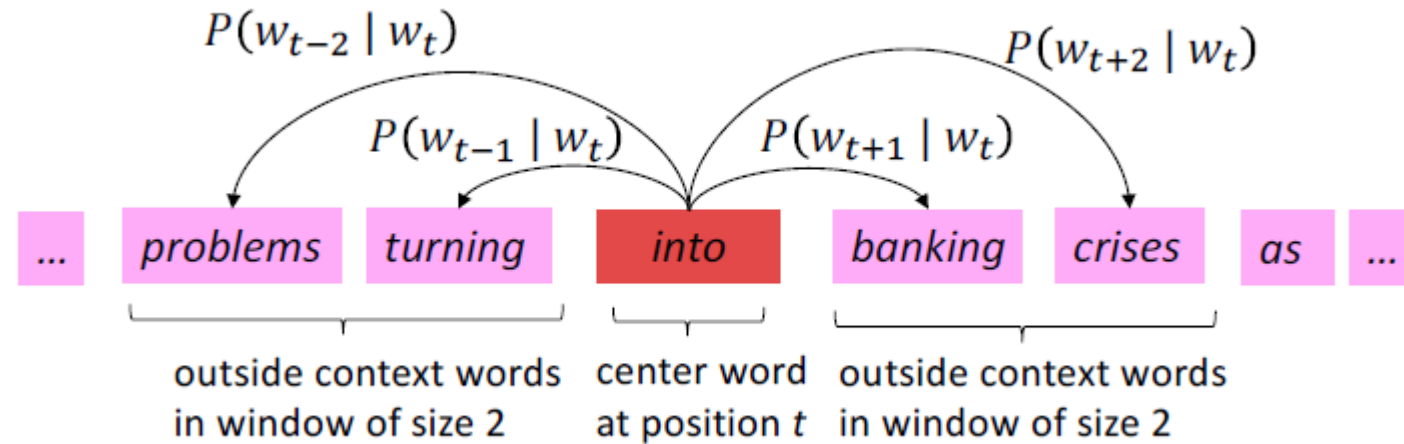 P(w_{t-2} | w_t)
P(w_{t+2} | w_t)
P(w_{t-1} | w_t)
P(w_{t+1} | w_t)
... problems turning into banking crises as ...
outside context words center word outside context words
in window of size 2 at position t in window of size 2